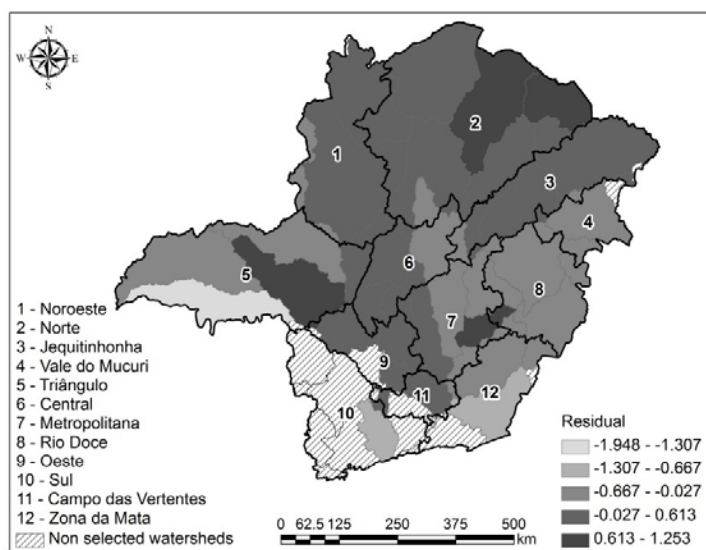 N
W E
S
1
2
3
4
5
6
7
8
9
10
11
12
1 - Noroeste
2 - Norte
3 - Jequitinhonha
4 - Vale do Mucuri
5 - Triângulo
6 - Central
7 - Metropolitana
8 - Rio Doce
9 - Oeste
10 - Sul
11 - Campo das Vertentes
12 - Zona da Mata
Non selected watersheds
0 62.5 125 250 375 500
km
Residual
-1.948 - -1.307
-1.307 - -0.667
-0.667 - -0.027
-0.027 - 0.613
0.613 - 1.253